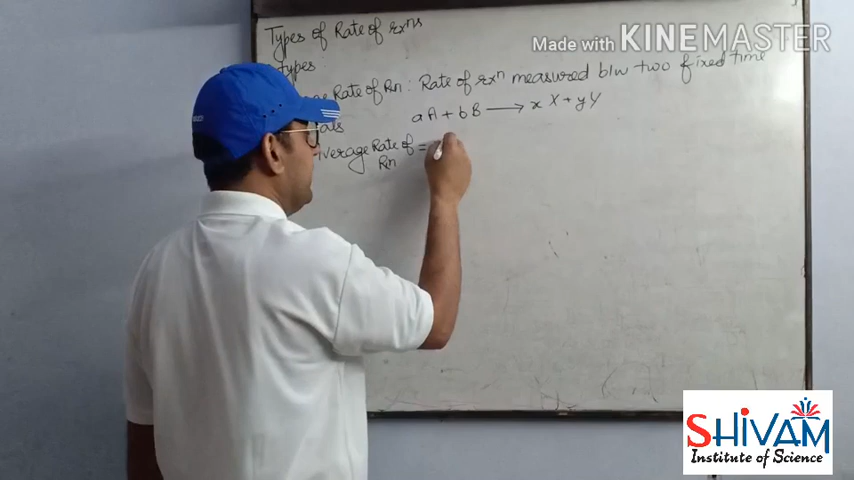 Types of Rate of rxns
Made with KINEMASTER
types:
Rate of Rn: Rate of rxn measured b/w two fixed time
aA + bB → x X + y Y
Average Rate of =
Rn
SHiVAM
Institute of Science